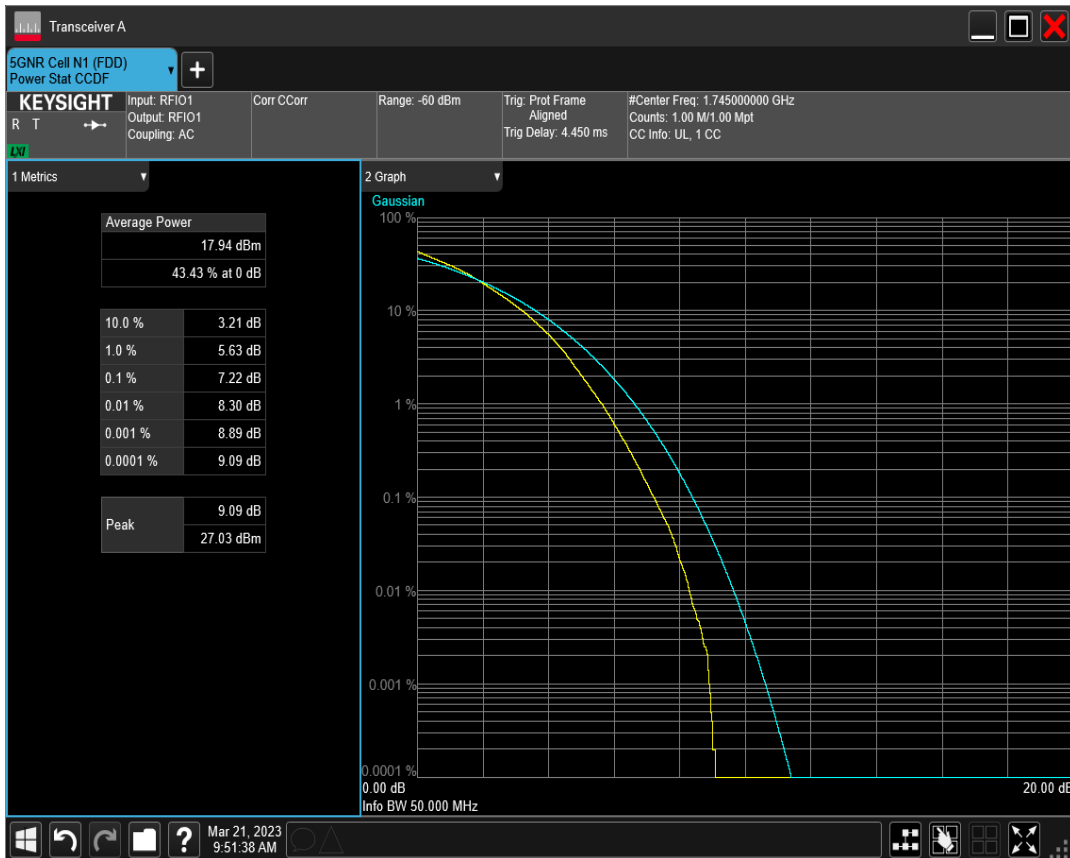 Transceiver A
5GNR Cell N1 (FDD)
Power Stat CCDF
+
KEYSIGHT
R T
LXI
Input: RFIO1
Output: RFIO1
Coupling: AC
Corr CCorr
Range: -60 dBm
Trig: Prot Frame
Aligned
Trig Delay: 4.450 ms
#Center Freq: 1.745000000 GHz
Counts: 1.00 M/1.00 Mpt
CC Info: UL, 1 CC
1 Metrics
Average Power
17.94 dBm
43.43 % at 0 dB
10.0 % 3.21 dB
1.0 % 5.63 dB
0.1 % 7.22 dB
0.01 % 8.30 dB
0.001 % 8.89 dB
0.0001 % 9.09 dB
Peak
9.09 dB
27.03 dBm
2 Graph
Gaussian
100 %
10 %
1 %
0.1 %
0.01 %
0.001 %
0.0001 %
0.00 dB
20.00 dB
Info BW 50.000 MHz
?
Mar 21, 2023
9:51:38 AM